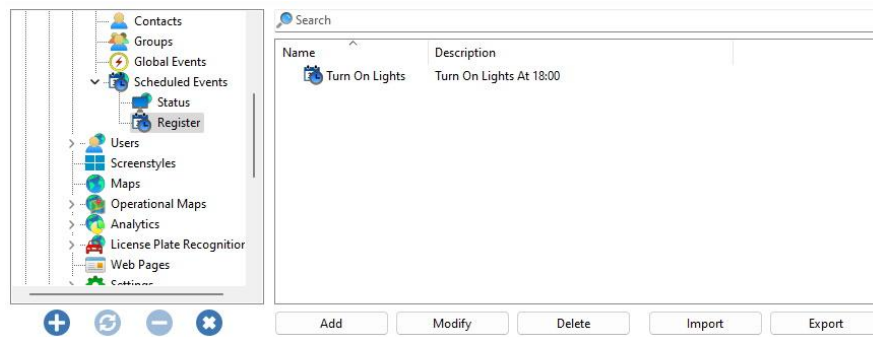 Contacts
Groups
Global Events
Scheduled Events
Status
Register
Users
Screenstyles
Maps
Operational Maps
Analytics
License Plate Recognition
Web Pages
Settings
Search
Name Description
Turn On Lights Turn On Lights At 18:00
Add Modify Delete Import Export